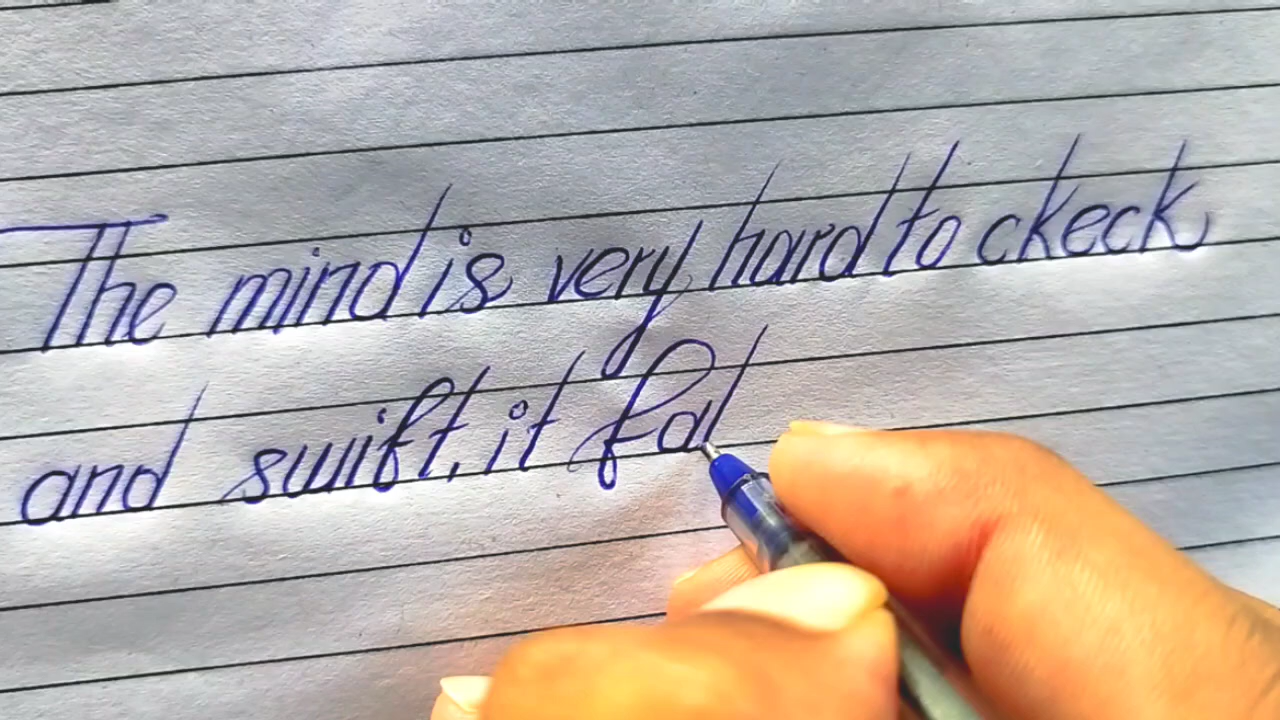 The mind is very hard to ckeck
and swift, it fal